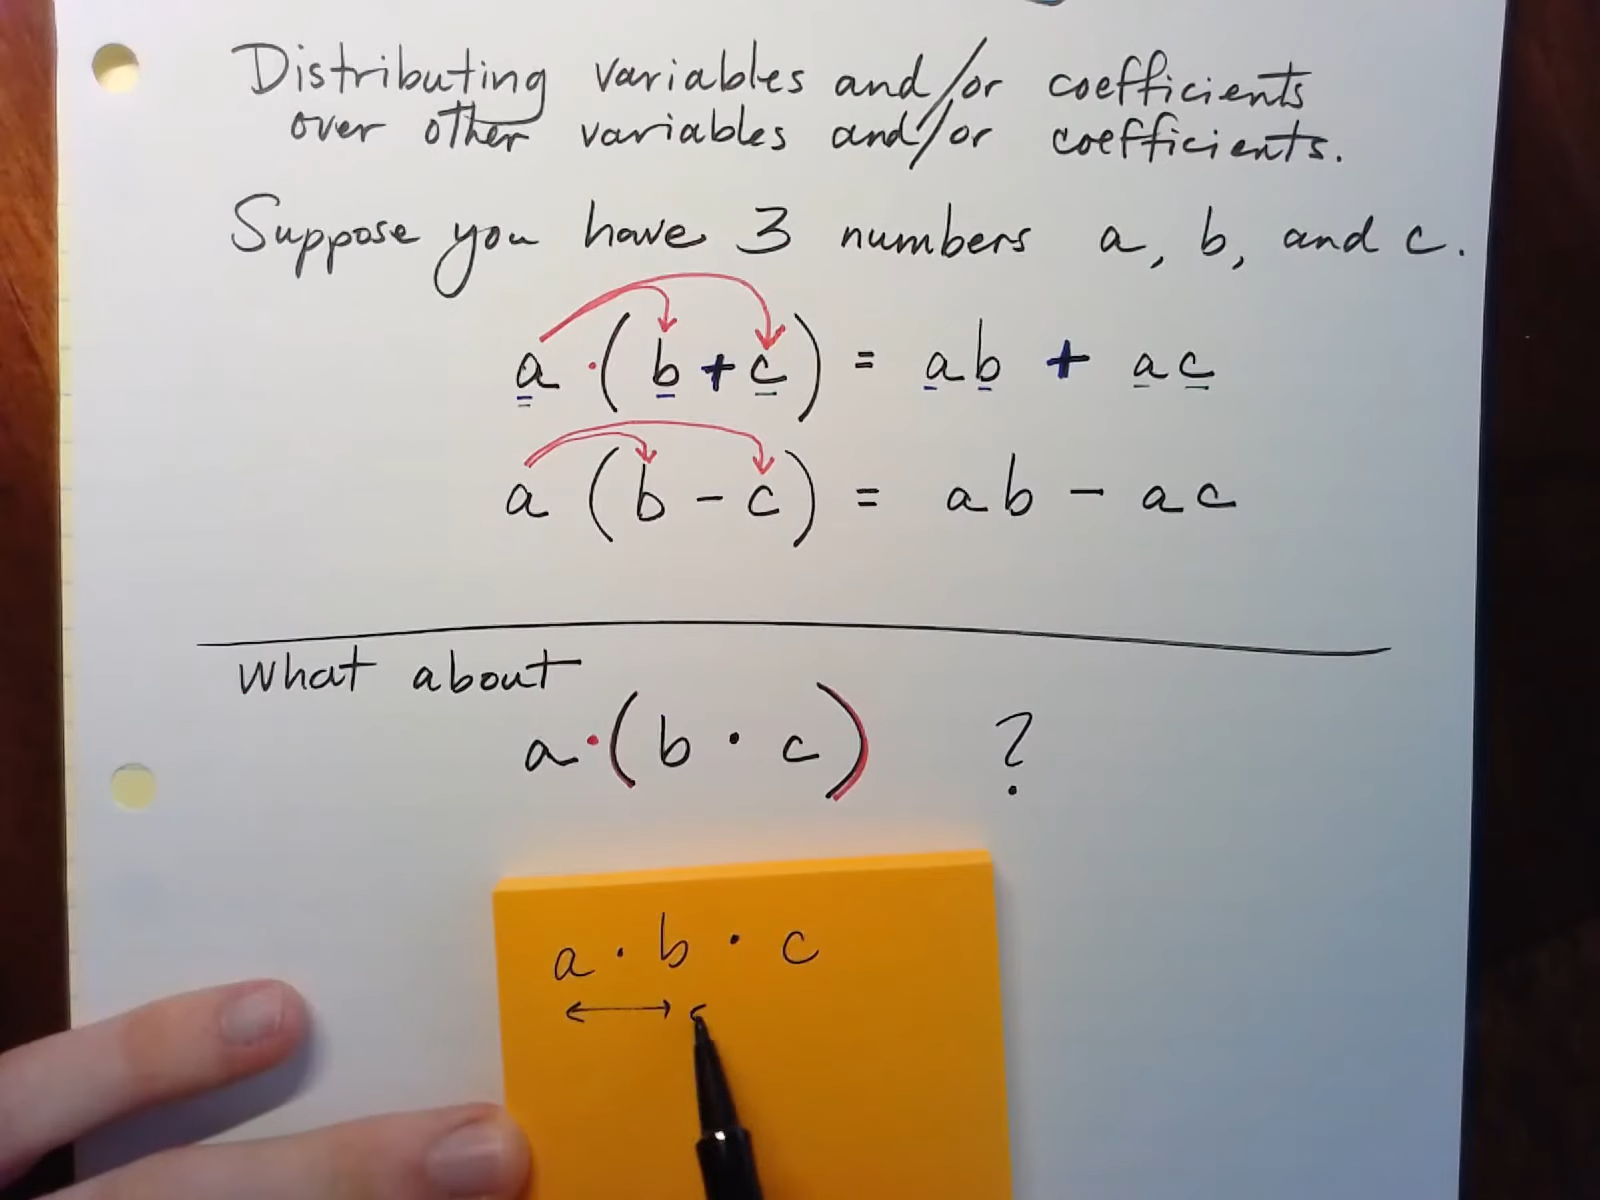 Distributing variables and/or coefficients
over other variables and/or coefficients.
Suppose you have 3 numbers a, b, and c.
a · (b + c) = ab + ac
a (b - c) = ab - ac
What about
a · (b · c) ?
a · b · c